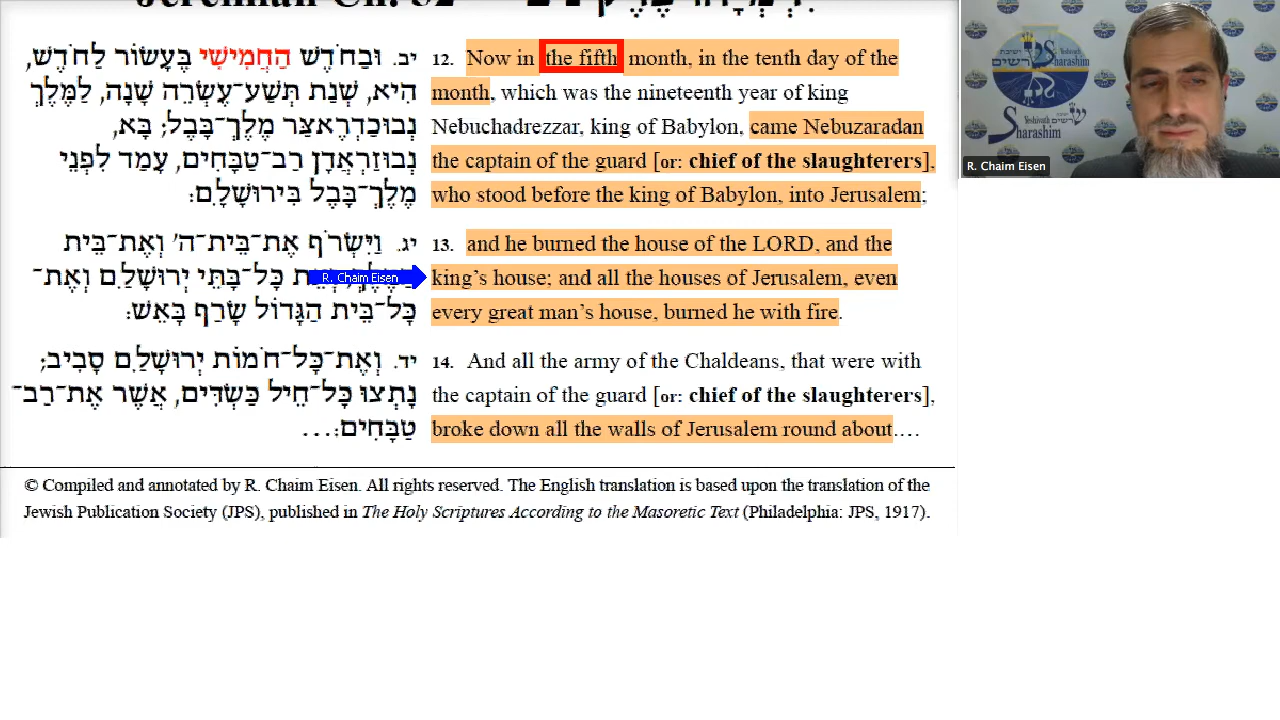 Jeremiah Ch. 52
יב. וּבַחֹדֶשׁ הַחֲמִישִׁי בֶּעָשׂוֹר לַחֹדֶשׁ,
הִיא, שְׁנַת תְּשַׁע־עֶשְׂרֵה שָׁנָה, לַמֶּלֶךְ
נְבוּכַדְרֶאצַּר מֶלֶךְ־בָּבֶל; בָּא,
נְבוּזַרְאֲדָן רַב־טַבָּחִים, עָמַד לִפְנֵי
מֶלֶךְ־בָּבֶל בִּירוּשָׁלָ‍ִם:
12. Now in the fifth month, in the tenth day of the
month, which was the nineteenth year of king
Nebuchadrezzar, king of Babylon, came Nebuzaradan
the captain of the guard [or: chief of the slaughterers],
who stood before the king of Babylon, into Jerusalem;
יג. וַיִּשְׂרֹף אֶת־בֵּית־ה' וְאֶת־בֵּית
כָּל־בָּתֵּי יְרוּשָׁלַ‍ִם וְאֶת־
כָּל־בֵּית הַגָּדוֹל שָׂרַף בָּאֵשׁ:
R. Chaim Eisen
13. and he burned the house of the LORD, and the
king's house; and all the houses of Jerusalem, even
every great man's house, burned he with fire.
יד. וְאֶת־כָּל־חֹמוֹת יְרוּשָׁלַ‍ִם סָבִיב;
נָתְצוּ כָּל־חֵיל כַּשְׂדִּים, אֲשֶׁר אֶת־רַב־
טַבָּחִים:...
14. And all the army of the Chaldeans, that were with
the captain of the guard [or: chief of the slaughterers],
broke down all the walls of Jerusalem round about....
© Compiled and annotated by R. Chaim Eisen. All rights reserved. The English translation is based upon the translation of the
Jewish Publication Society (JPS), published in The Holy Scriptures According to the Masoretic Text (Philadelphia: JPS, 1917).
Yeshivath
Sharashim
ישיבת
שרשים
R. Chaim Eisen